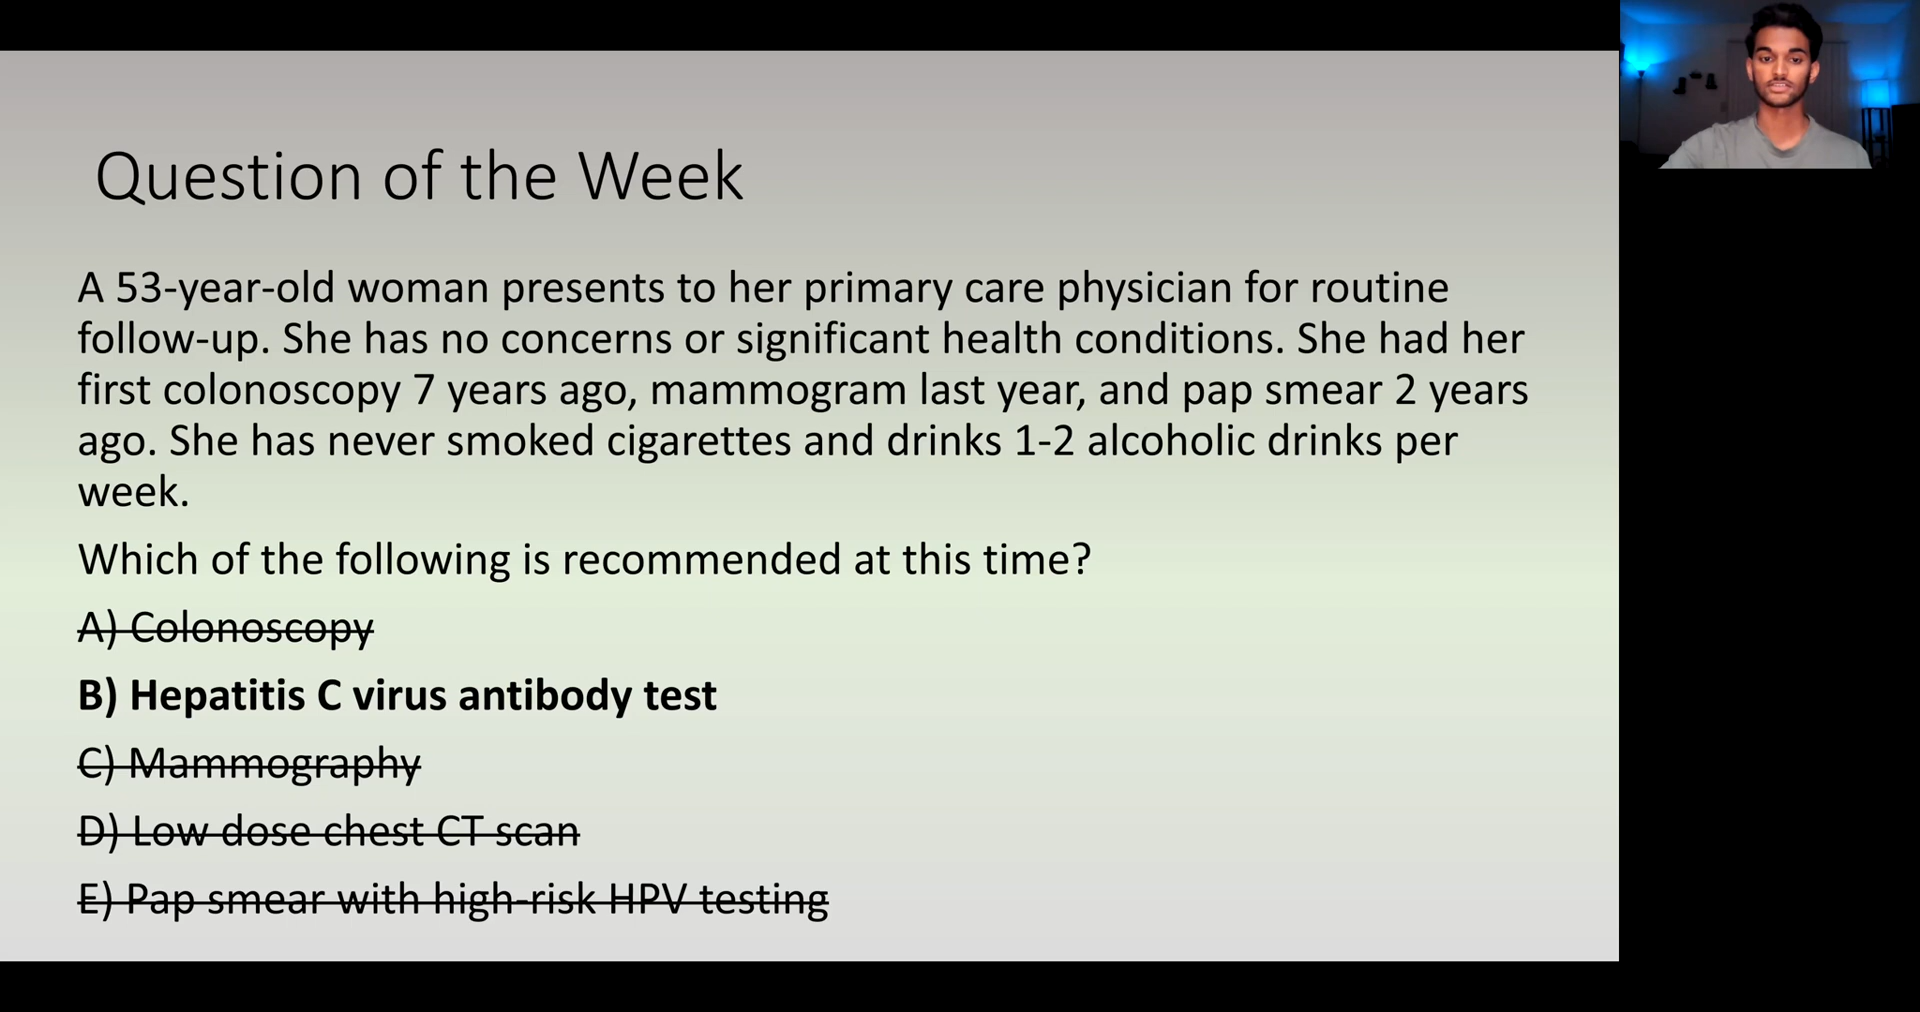 Question of the Week
A 53-year-old woman presents to her primary care physician for routine
follow-up. She has no concerns or significant health conditions. She had her
first colonoscopy 7 years ago, mammogram last year, and pap smear 2 years
ago. She has never smoked cigarettes and drinks 1-2 alcoholic drinks per
week.
Which of the following is recommended at this time?
A) Colonoscopy
B) Hepatitis C virus antibody test
C) Mammography
D) Low dose chest CT scan
E) Pap smear with high-risk HPV testing